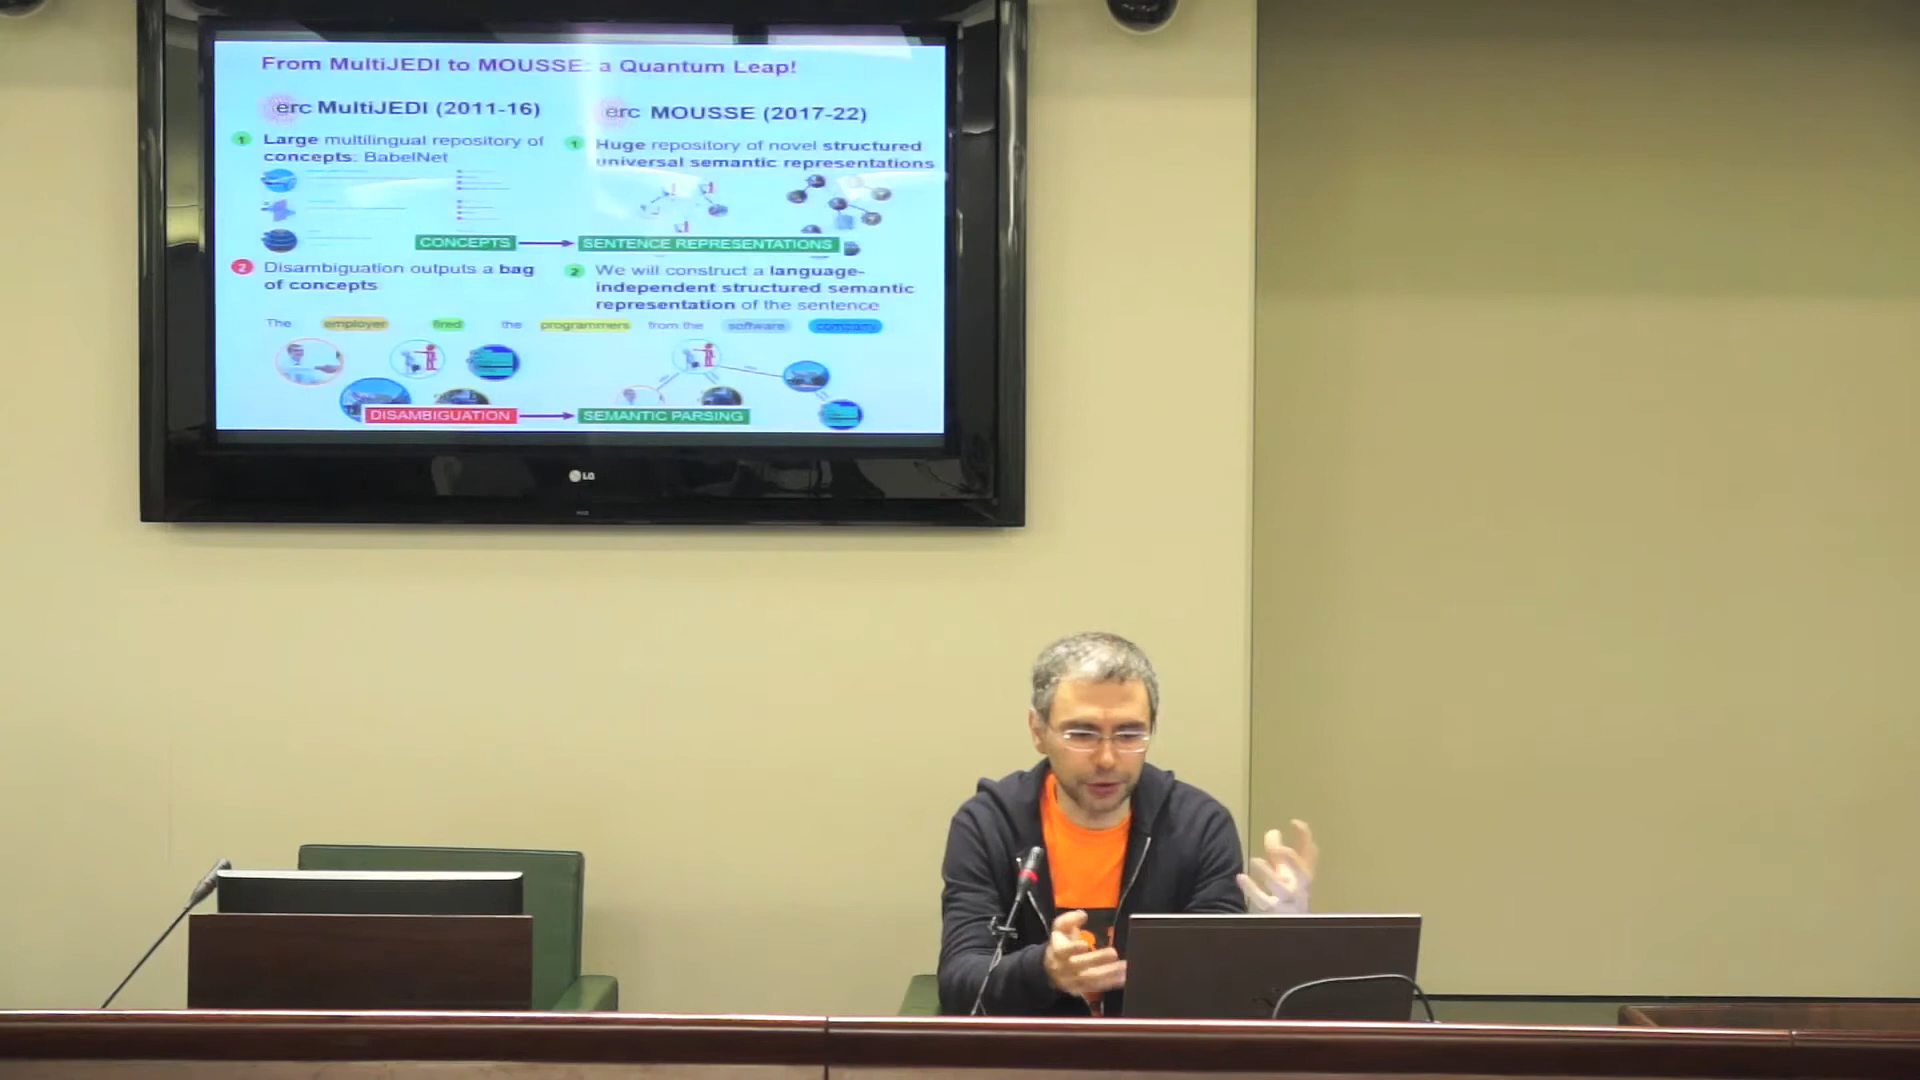 From MultiJEDI to MOUSSE: a Quantum Leap!
erc MultiJEDI (2011-16)
1 Large multilingual repository of
concepts: BabelNet
erc MOUSSE (2017-22)
1 Huge repository of novel structured
universal semantic representations
CONCEPTS
SENTENCE REPRESENTATIONS
2 Disambiguation outputs a bag
of concepts
2 We will construct a language-
independent structured semantic
representation of the sentence
The employer fired the programmers from the software company
DISAMBIGUATION
SEMANTIC PARSING
LG